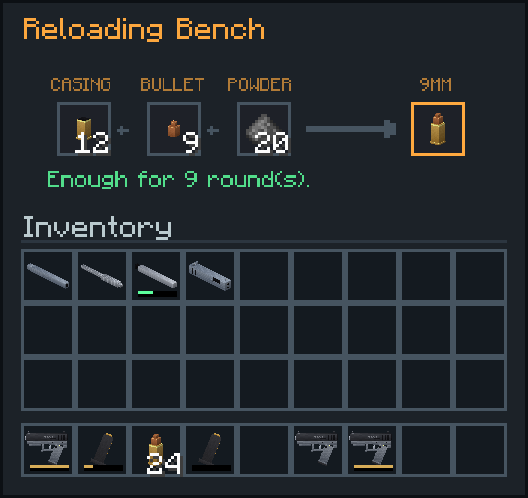 Reloading Bench
CASING BULLET POWDER 9MM
12 + 9 + 20
Enough for 9 round(s).
Inventory
24